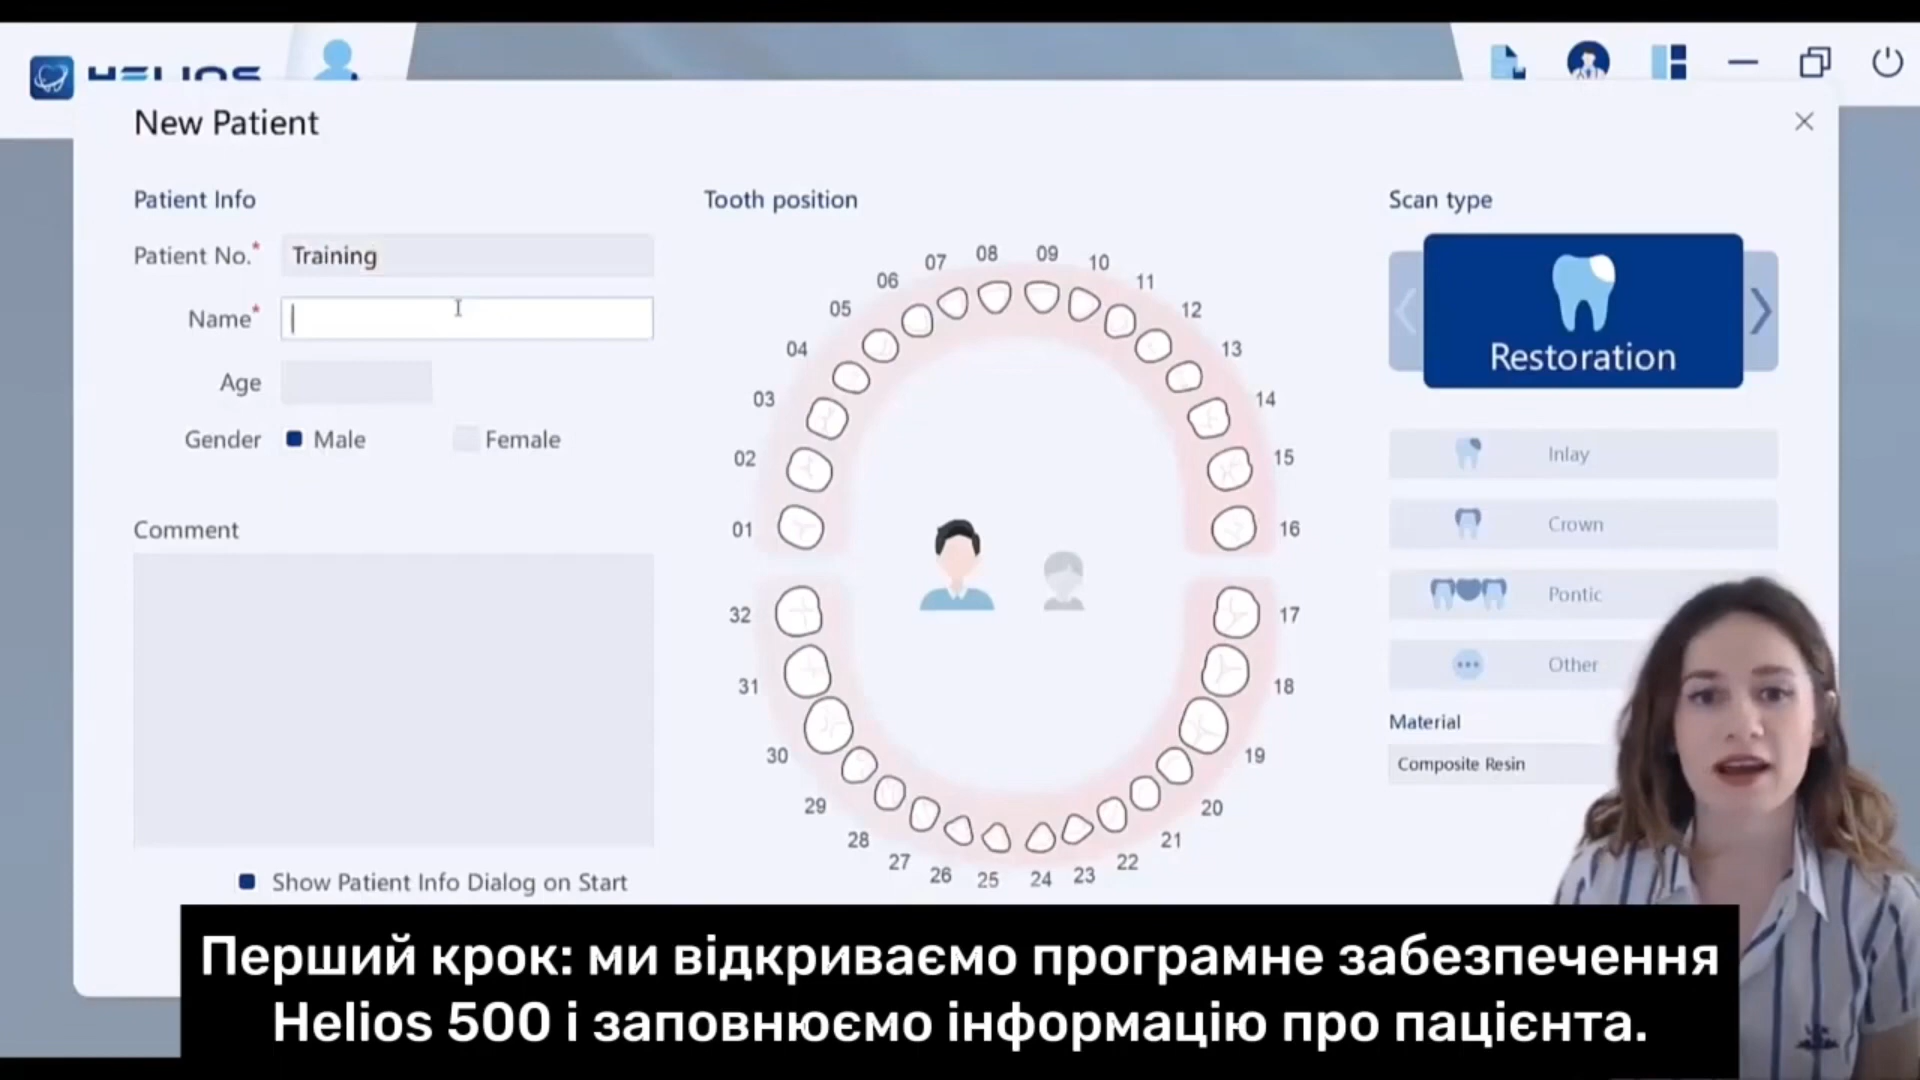 HELIOS
New Patient
Patient Info
Patient No.* Training
Name*
Age
Gender Male Female
Comment
Show Patient Info Dialog on Start
Tooth position
08 09
07 10
06 11
05 12
04 13
03 14
02 15
01 16
32 17
31 18
30 19
29 20
28 21
27 22
26 23
25 24
Scan type
Restoration
Inlay
Crown
Pontic
Other
Material
Composite Resin
Перший крок: ми відкриваємо програмне забезпечення
Helios 500 і заповнюємо інформацію про пацієнта.